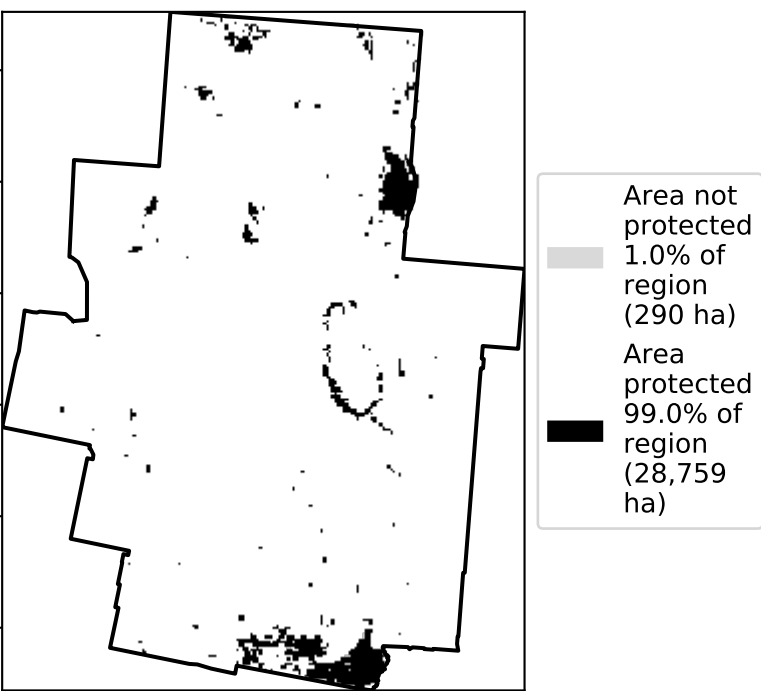 Area not
protected
1.0% of
region
(290 ha)
Area
protected
99.0% of
region
(28,759
ha)